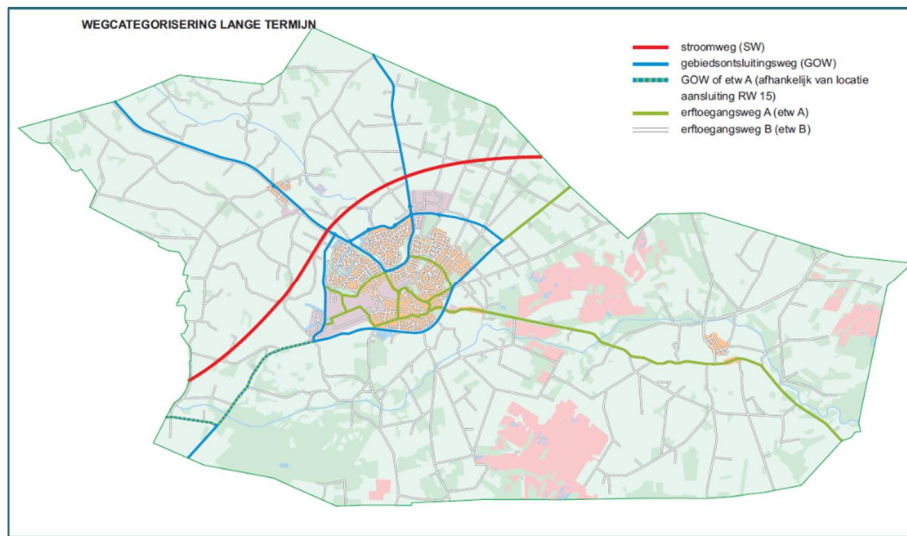 WEGCATEGORISERING LANGE TERMIJN
stroomweg (SW)
gebiedsontsluitingsweg (GOW)
GOW of etw A (afhankelijk van locatie
aansluiting RW 15)
erftoegangsweg A (etw A)
erftoegangsweg B (etw B)